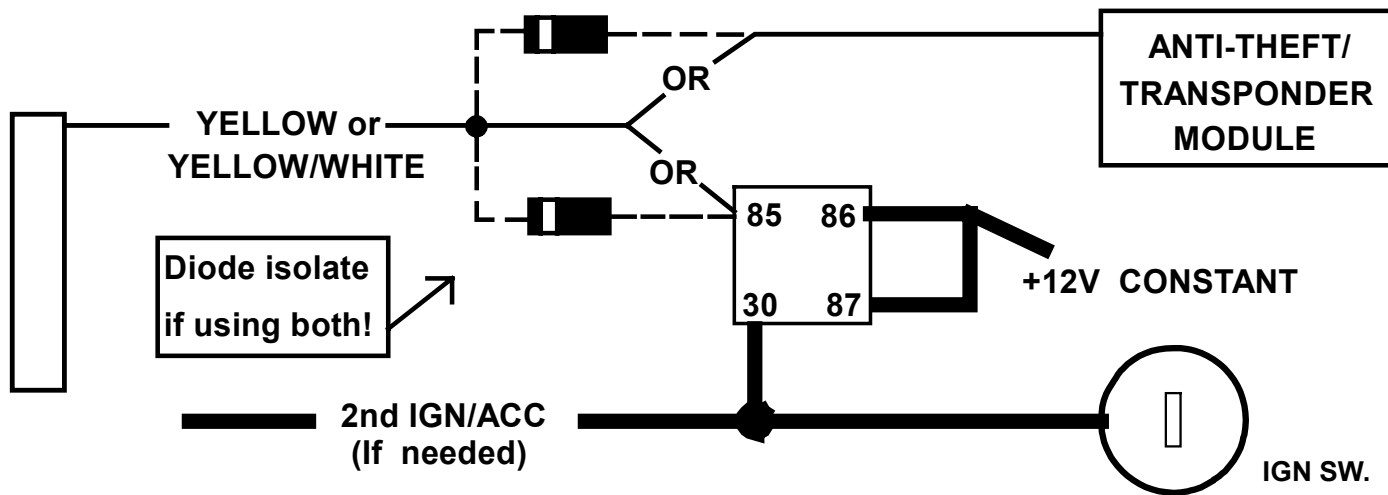 ANTI-THEFT/
TRANSPONDER
MODULE
OR
YELLOW or
YELLOW/WHITE
OR
85 86
Diode isolate
if using both!
+12V CONSTANT
30 87
2nd IGN/ACC
(If needed)
IGN SW.